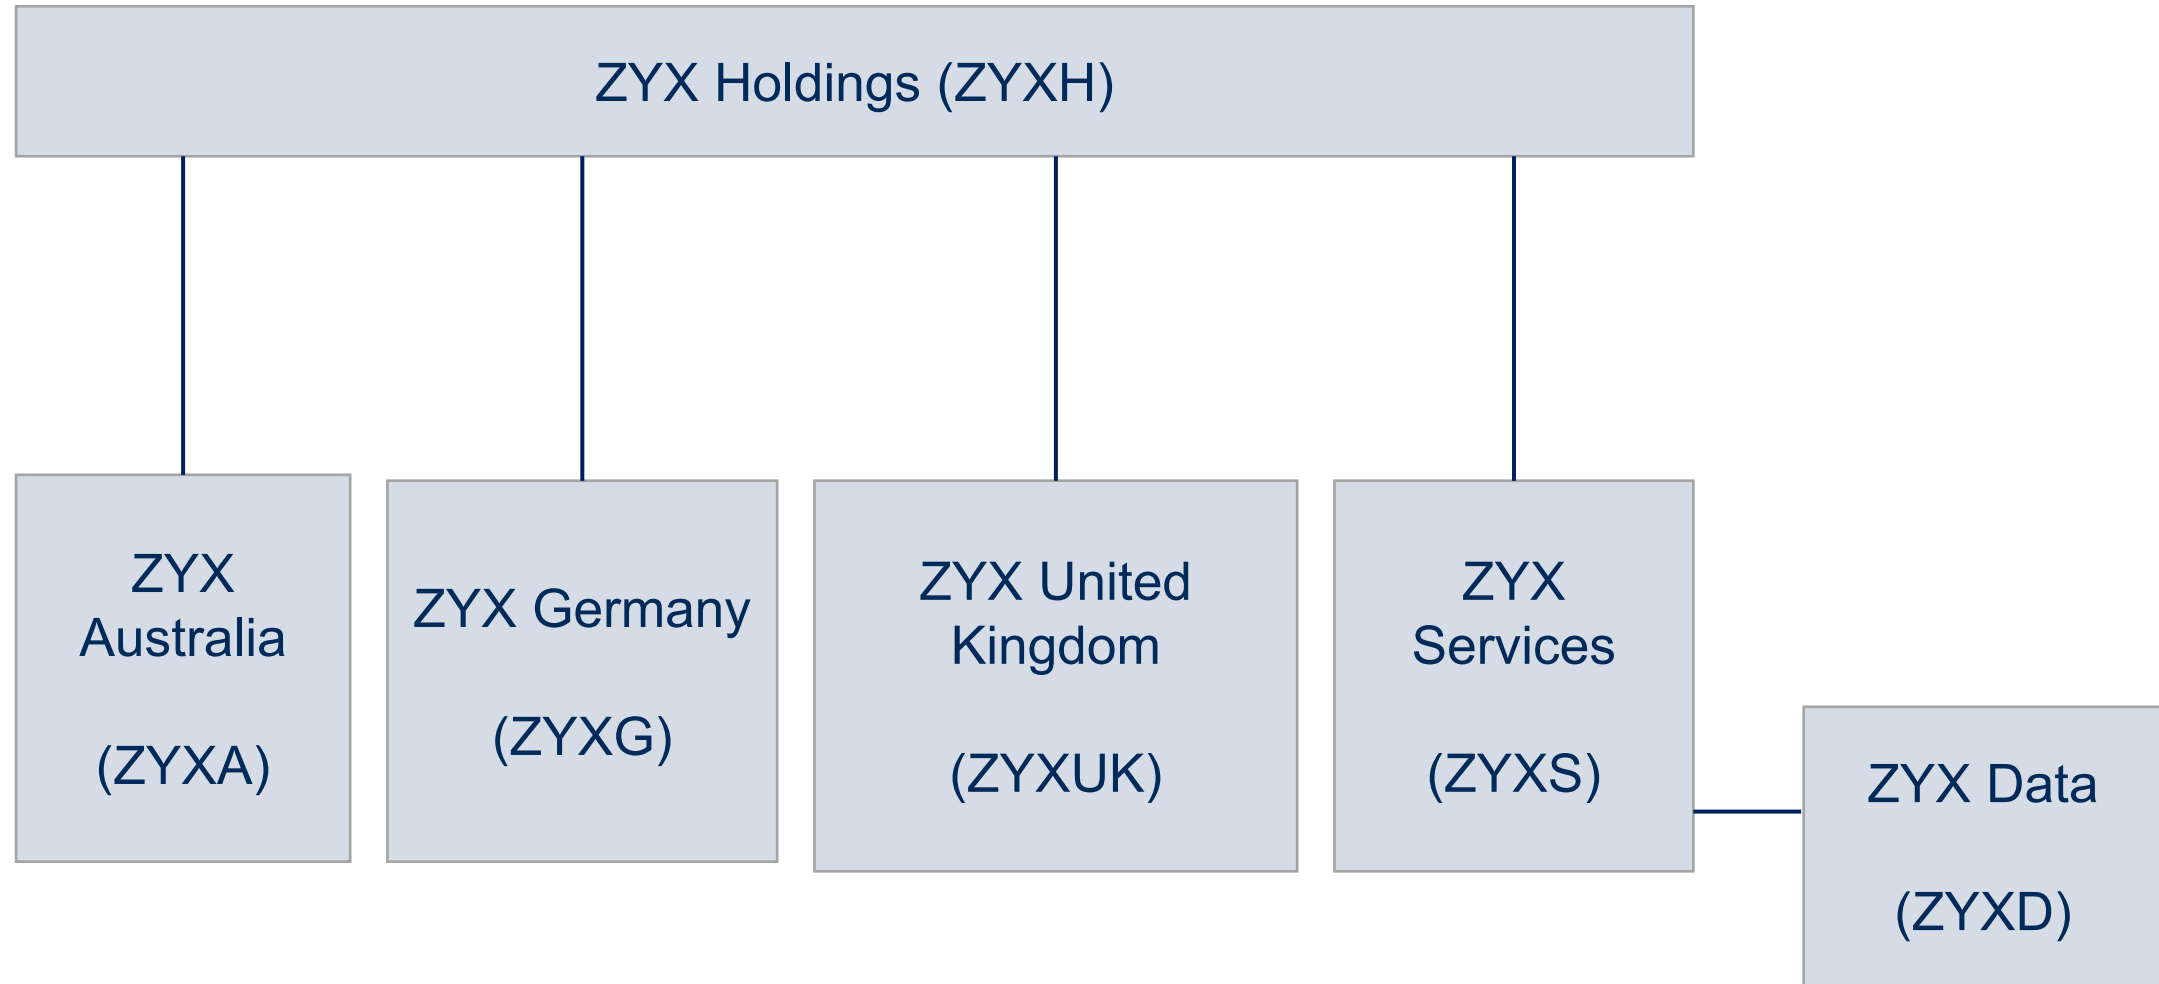 ZYX Holdings (ZYXH)
ZYX
Australia
(ZYXA)
ZYX Germany
(ZYXG)
ZYX United
Kingdom
(ZYXUK)
ZYX
Services
(ZYXS)
ZYX Data
(ZYXD)